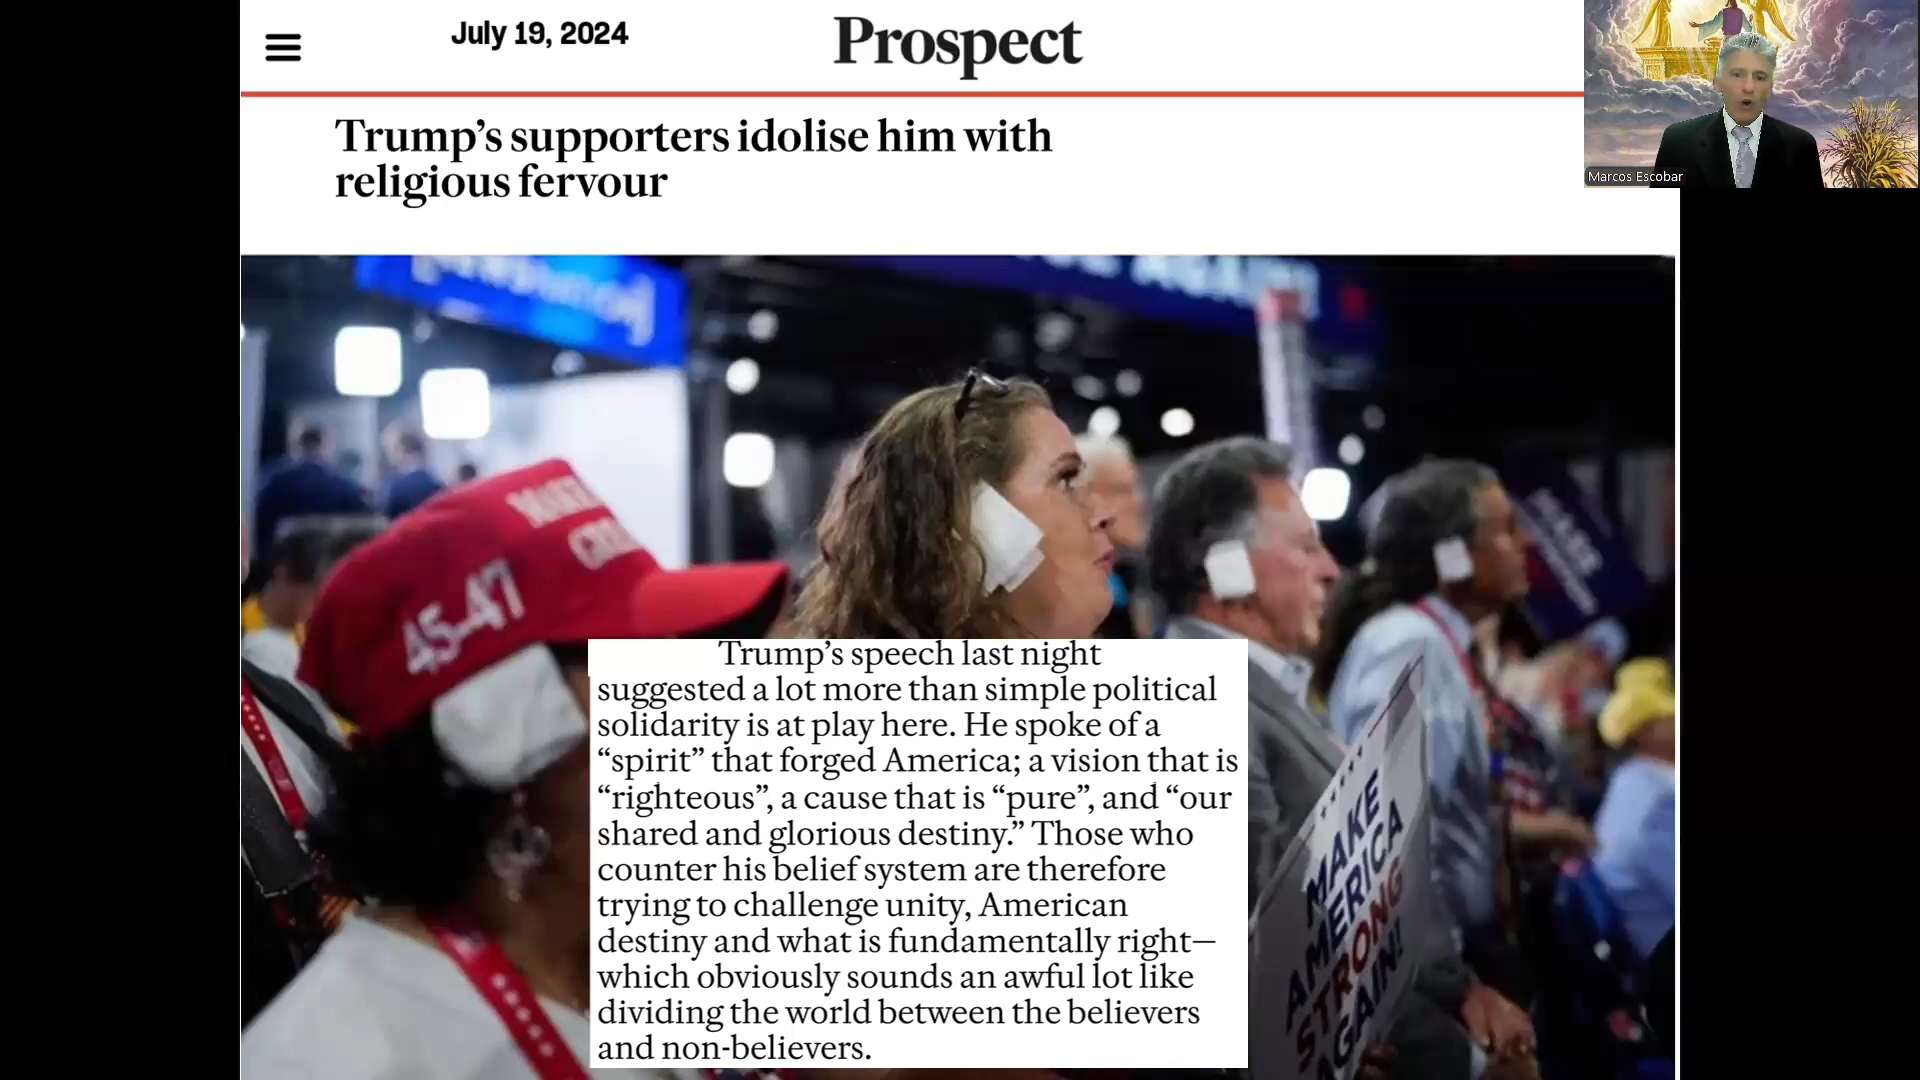 July 19, 2024
Prospect
Trump's supporters idolise him with
religious fervour
Marcos Escobar
AGAIN!
MAKE
45-47
Trump's speech last night
suggested a lot more than simple political
solidarity is at play here. He spoke of a
“spirit” that forged America; a vision that is
“righteous”, a cause that is “pure”, and “our
shared and glorious destiny.” Those who
counter his belief system are therefore
trying to challenge unity, American
destiny and what is fundamentally right—
which obviously sounds an awful lot like
dividing the world between the believers
and non-believers.
MAKE
AMERICA
STRONG
AGAIN!